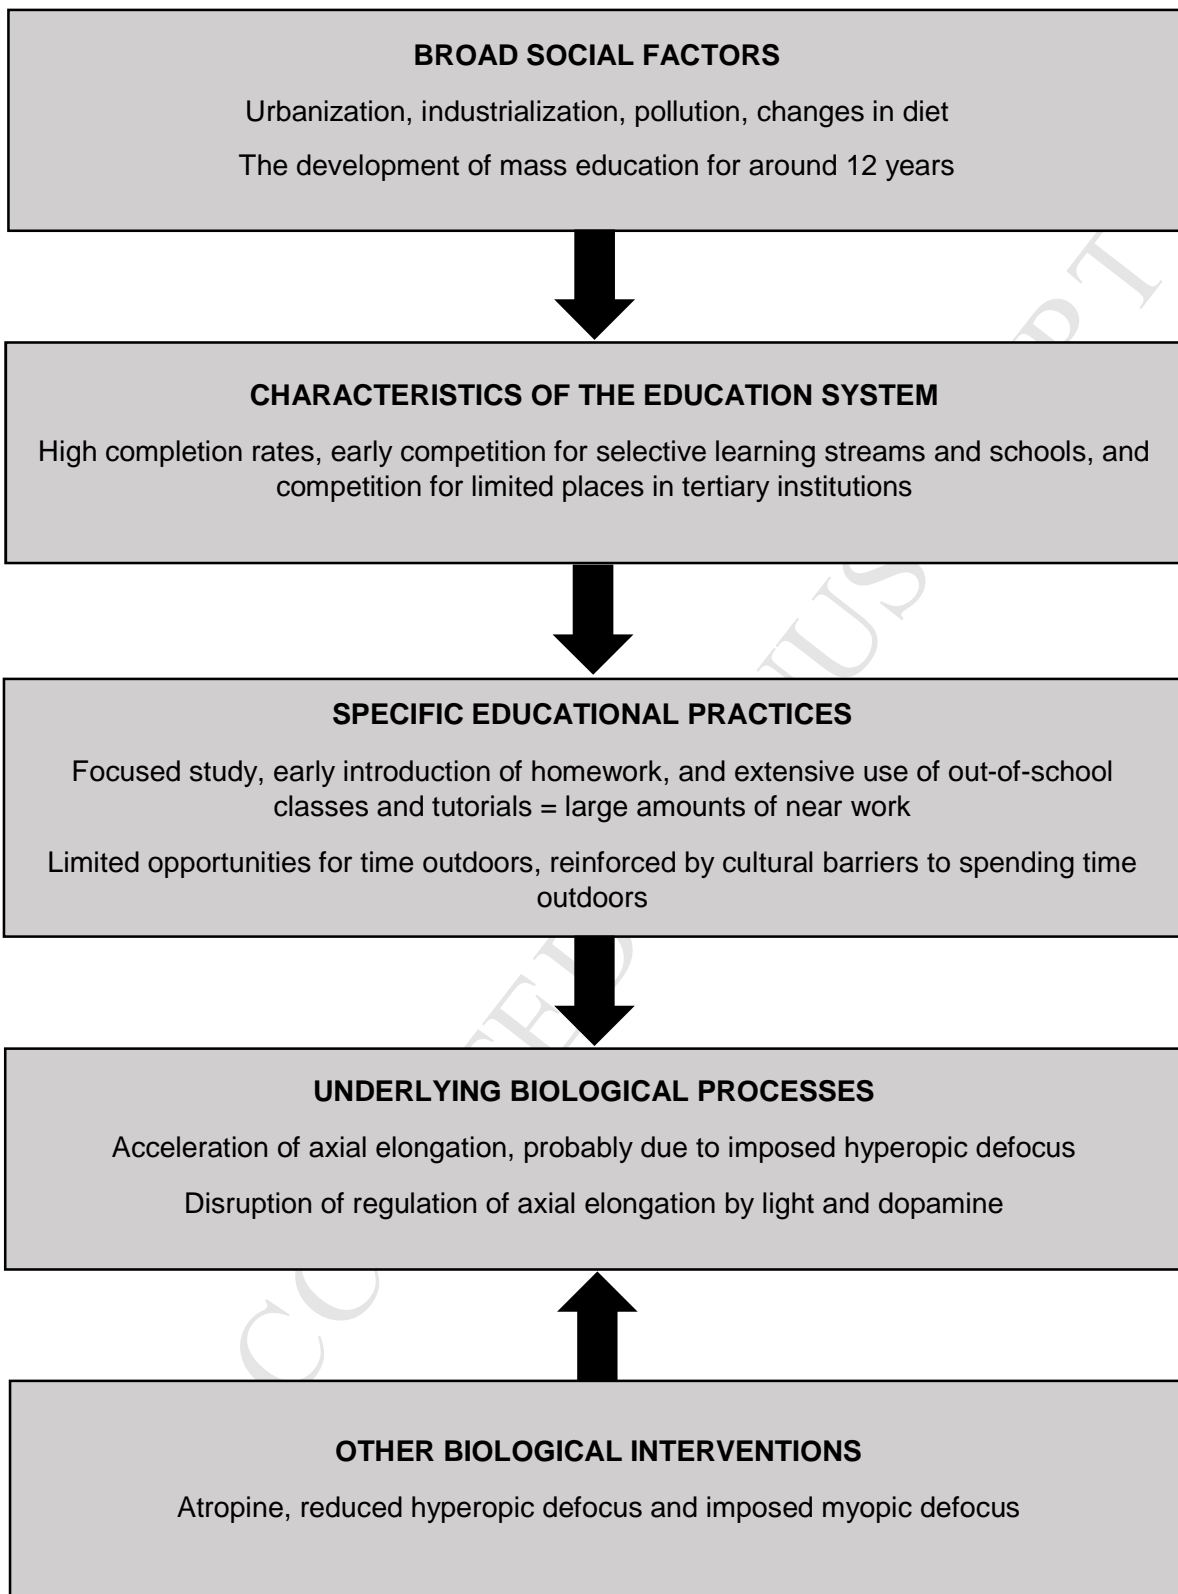 BROAD SOCIAL FACTORS
Urbanization, industrialization, pollution, changes in diet
The development of mass education for around 12 years
CHARACTERISTICS OF THE EDUCATION SYSTEM
High completion rates, early competition for selective learning streams and schools, and
competition for limited places in tertiary institutions
SPECIFIC EDUCATIONAL PRACTICES
Focused study, early introduction of homework, and extensive use of out-of-school
classes and tutorials = large amounts of near work
Limited opportunities for time outdoors, reinforced by cultural barriers to spending time
outdoors
UNDERLYING BIOLOGICAL PROCESSES
Acceleration of axial elongation, probably due to imposed hyperopic defocus
Disruption of regulation of axial elongation by light and dopamine
OTHER BIOLOGICAL INTERVENTIONS
Atropine, reduced hyperopic defocus and imposed myopic defocus